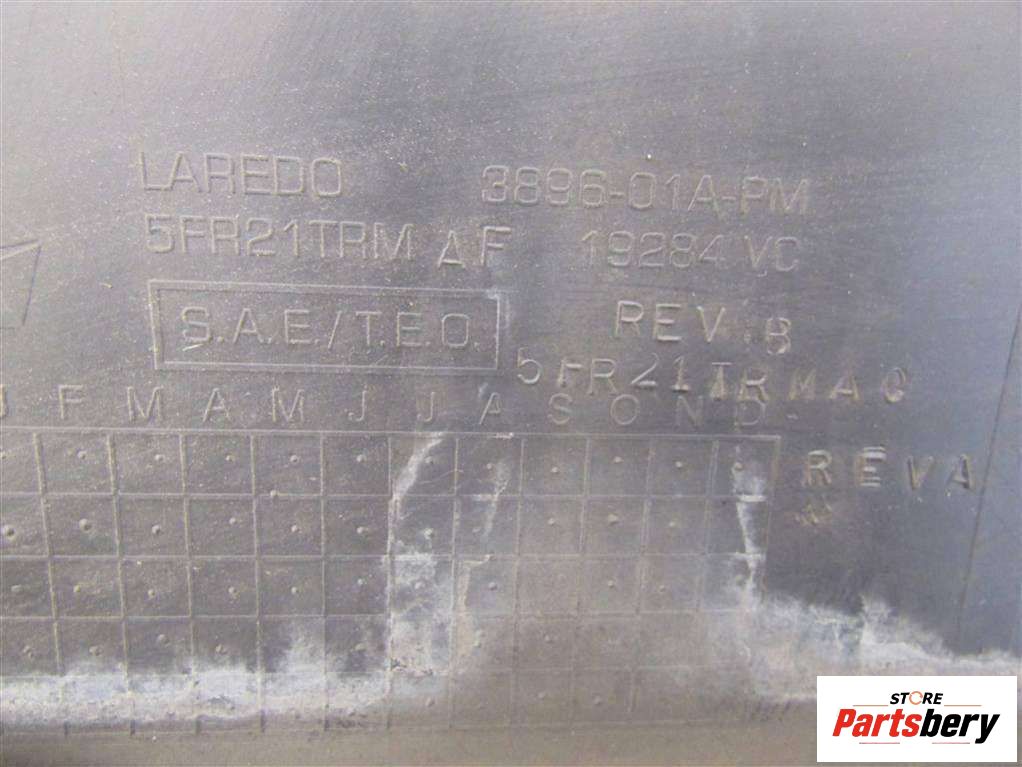 LAREDO 3896-01A-PM
5FR21TRM AF 19284 VC
S.A.E./T.E.O. REV. B
5FR21TRMAC
J F M A M J J A S O N D
REVA
STORE
Partsbery